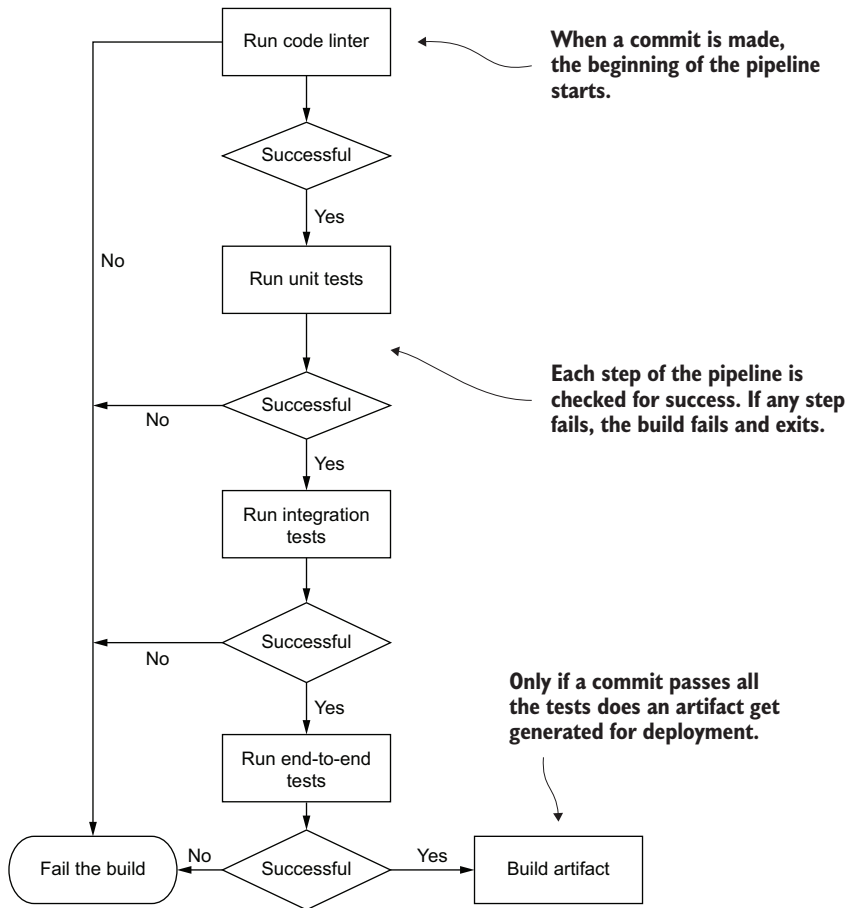 Run code linter
When a commit is made,
the beginning of the pipeline
starts.
Successful
Yes
No
Run unit tests
Each step of the pipeline is
checked for success. If any step
fails, the build fails and exits.
Successful
No
Yes
Run integration
tests
Successful
No
Yes
Only if a commit passes all
the tests does an artifact get
generated for deployment.
Run end-to-end
tests
Fail the build
No
Successful
Yes
Build artifact